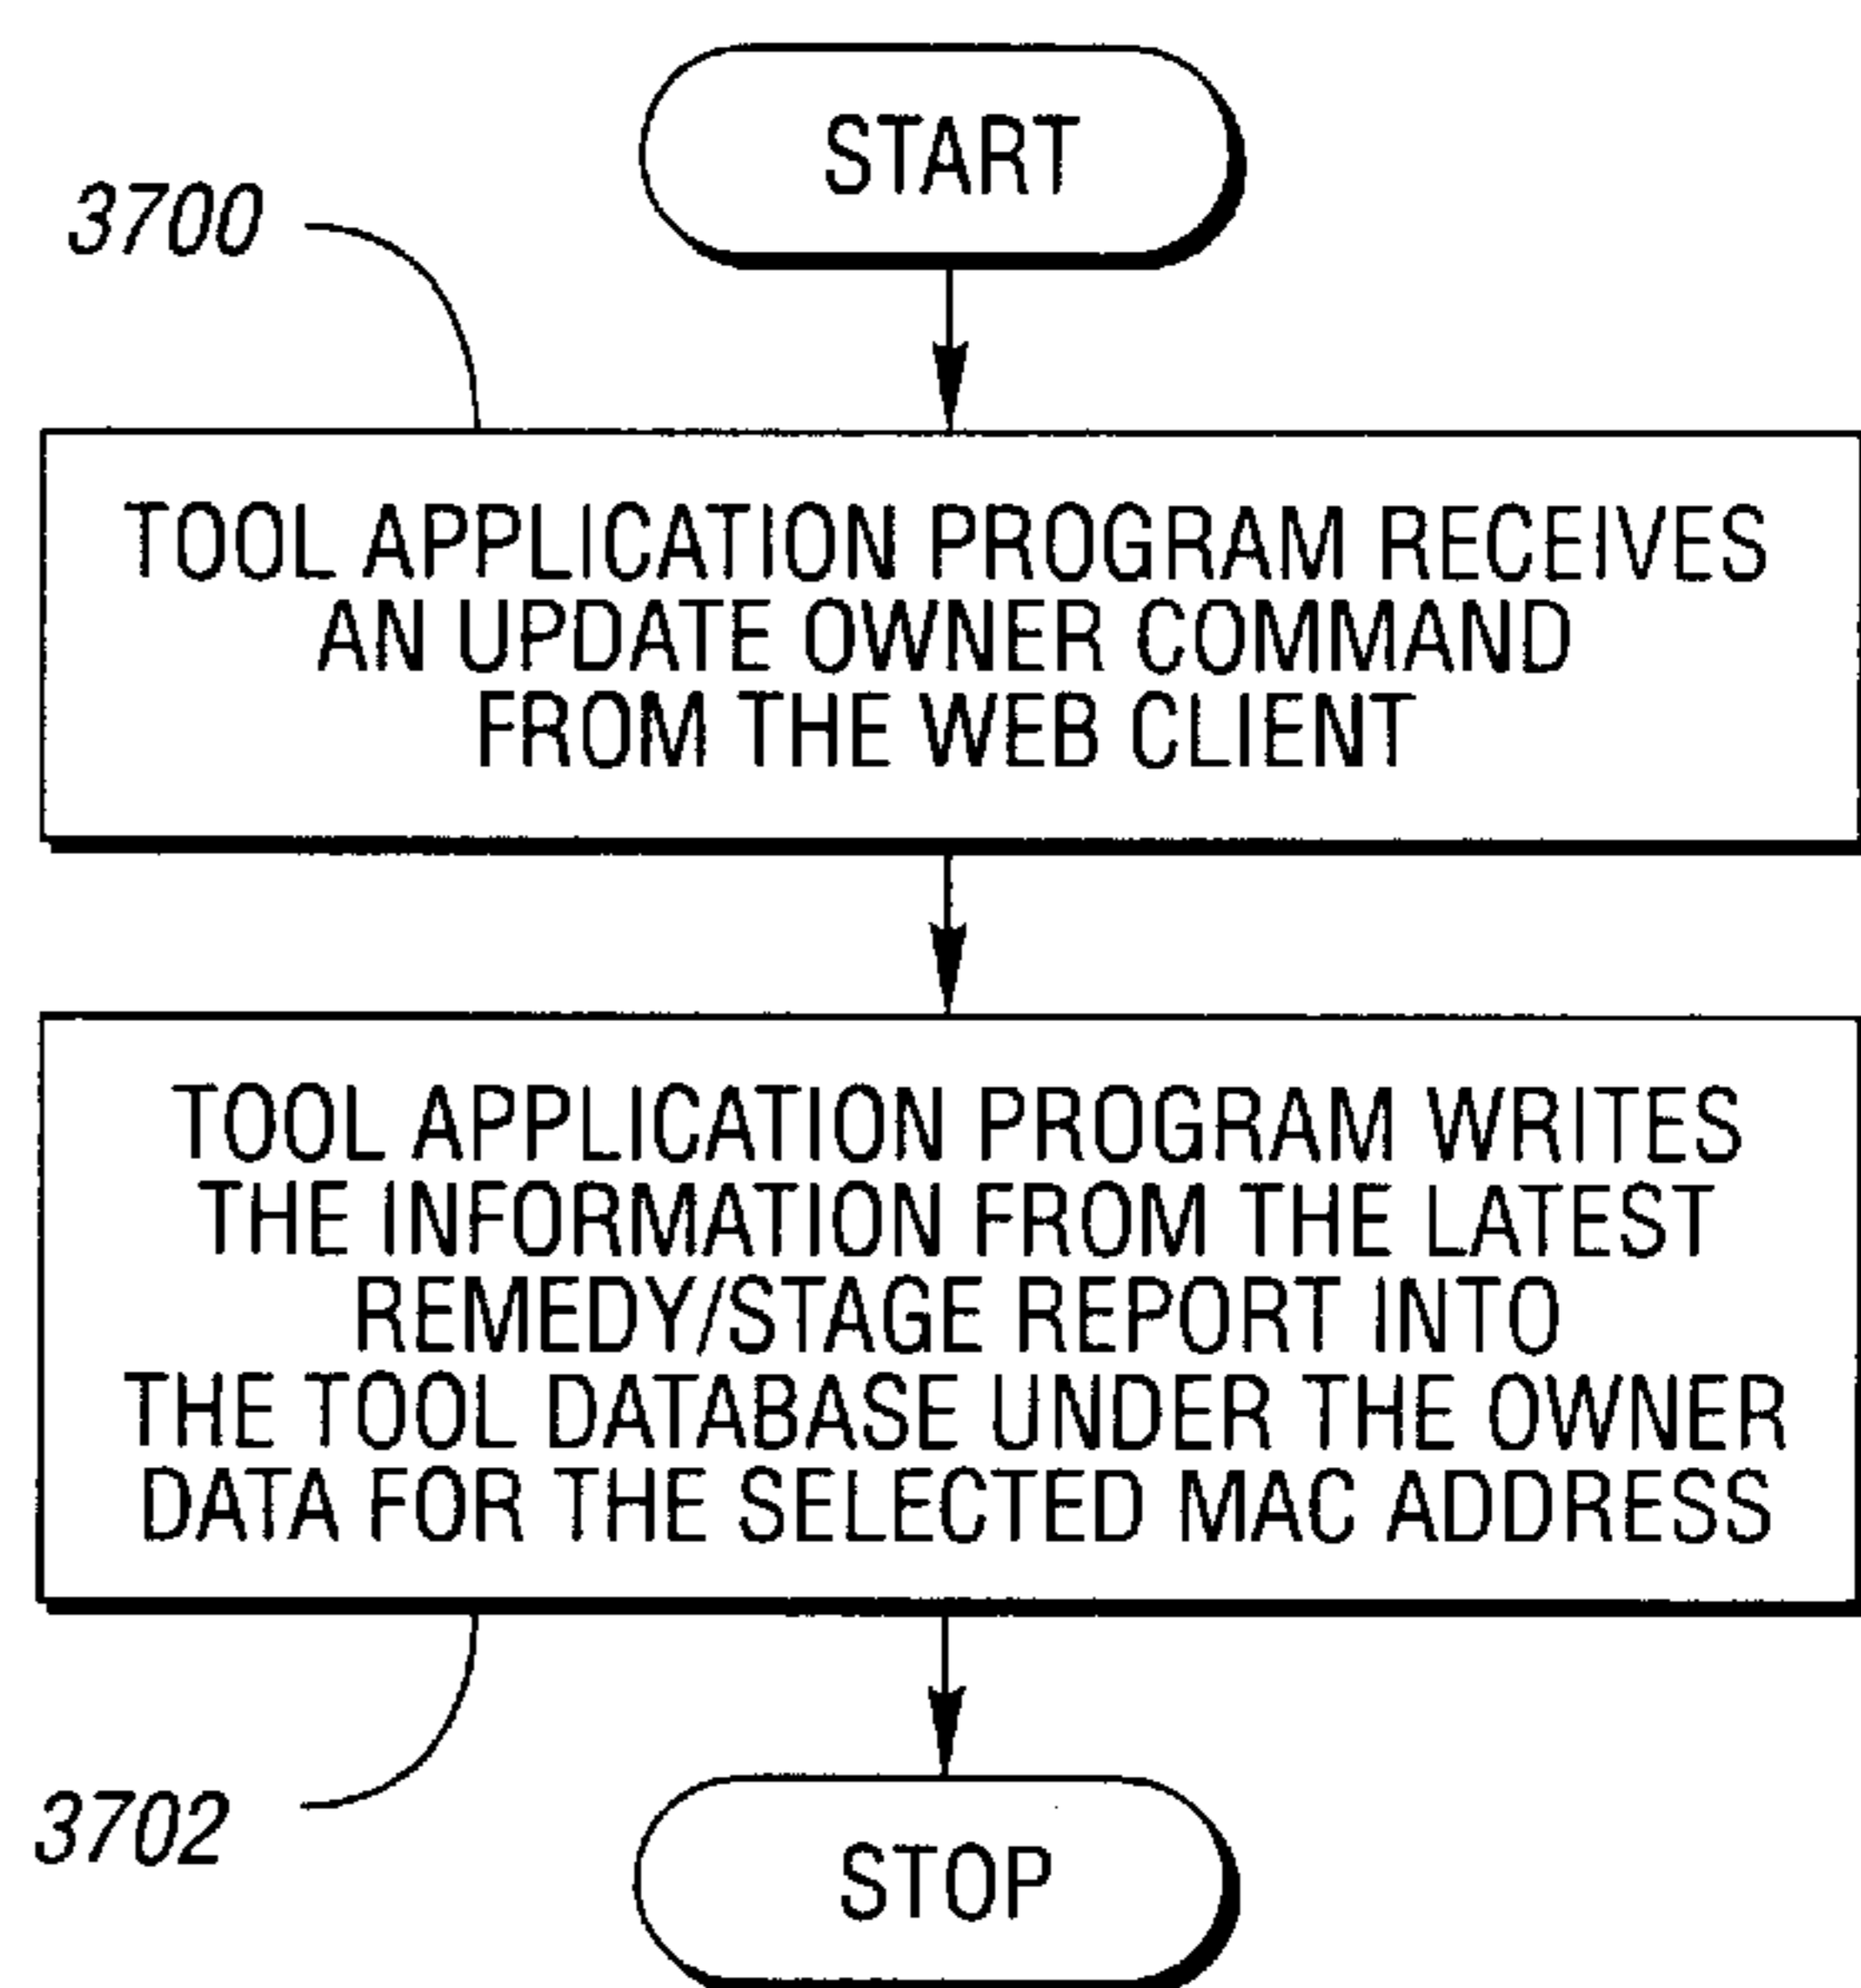 START
3700
TOOL APPLICATION PROGRAM RECEIVES
AN UPDATE OWNER COMMAND
FROM THE WEB CLIENT
TOOL APPLICATION PROGRAM WRITES
THE INFORMATION FROM THE LATEST
REMEDY/STAGE REPORT INTO
THE TOOL DATABASE UNDER THE OWNER
DATA FOR THE SELECTED MAC ADDRESS
3702
STOP